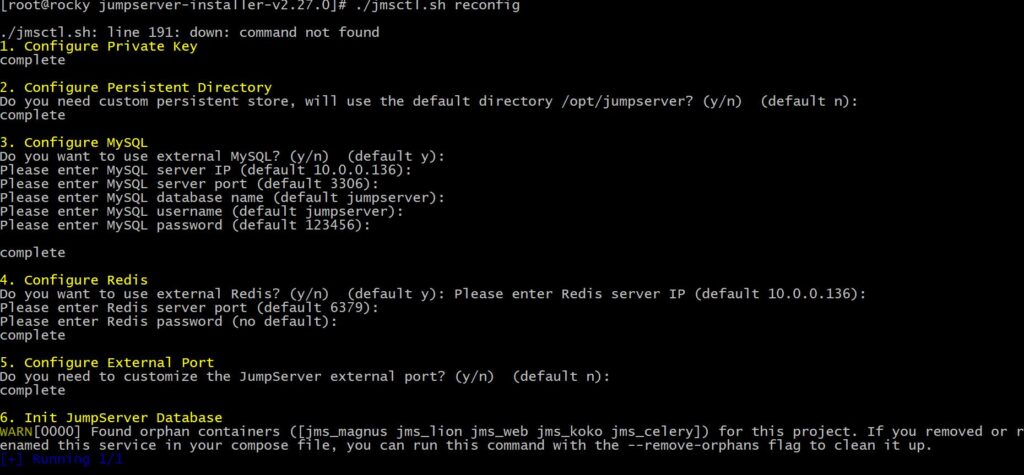 [root@rocky jumpserver-installer-v2.27.0]# ./jmsctl.sh reconfig
./jmsctl.sh: line 191: down: command not found
1. Configure Private Key
complete
2. Configure Persistent Directory
Do you need custom persistent store, will use the default directory /opt/jumpserver? (y/n)  (default n):
complete
3. Configure MySQL
Do you want to use external MySQL? (y/n)  (default y):
Please enter MySQL server IP (default 10.0.0.136):
Please enter MySQL server port (default 3306):
Please enter MySQL database name (default jumpserver):
Please enter MySQL username (default jumpserver):
Please enter MySQL password (default 123456):
complete
4. Configure Redis
Do you want to use external Redis? (y/n)  (default y): Please enter Redis server IP (default 10.0.0.136):
Please enter Redis server port (default 6379):
Please enter Redis password (no default):
complete
5. Configure External Port
Do you need to customize the JumpServer external port? (y/n)  (default n):
complete
6. Init JumpServer Database
WARN[0000] Found orphan containers ([jms_magnus jms_lion jms_web jms_koko jms_celery]) for this project. If you removed or r
enamed this service in your compose file, you can run this command with the --remove-orphans flag to clean it up.
[+] Running 1/1